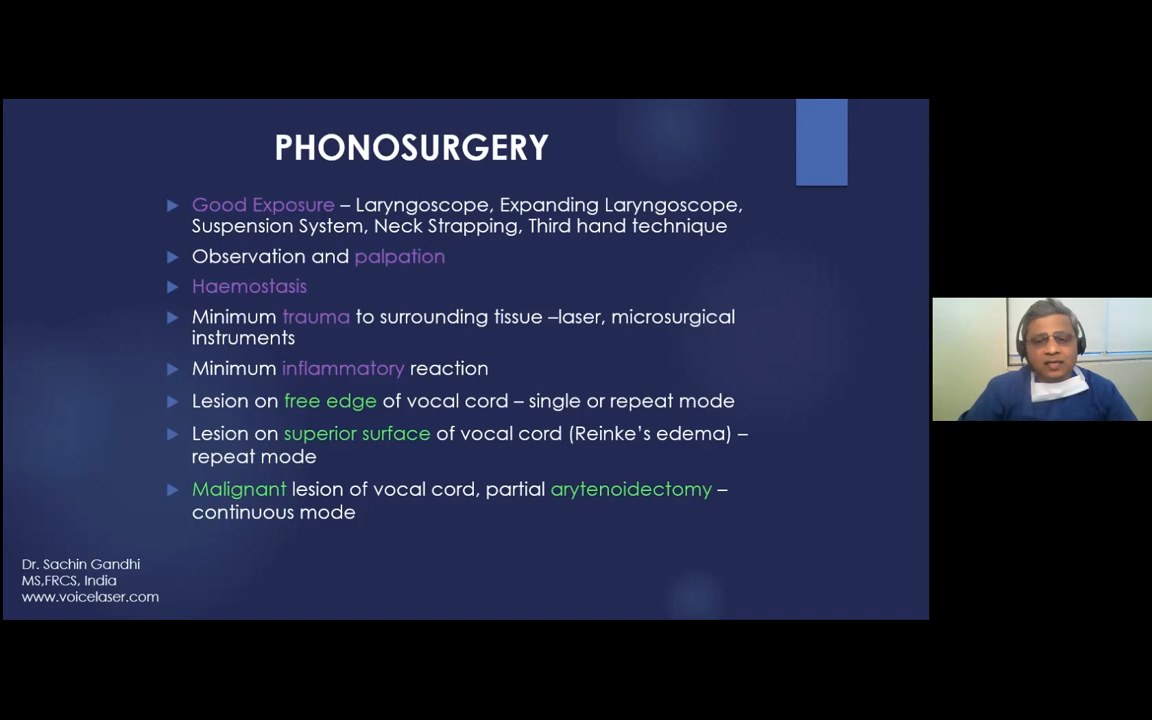 PHONOSURGERY
Good Exposure – Laryngoscope, Expanding Laryngoscope,
Suspension System, Neck Strapping, Third hand technique
Observation and palpation
Haemostasis
Minimum trauma to surrounding tissue –laser, microsurgical
instruments
Minimum inflammatory reaction
Lesion on free edge of vocal cord – single or repeat mode
Lesion on superior surface of vocal cord (Reinke's edema) –
repeat mode
Malignant lesion of vocal cord, partial arytenoidectomy –
continuous mode
Dr. Sachin Gandhi
MS,FRCS, India
www.voicelaser.com